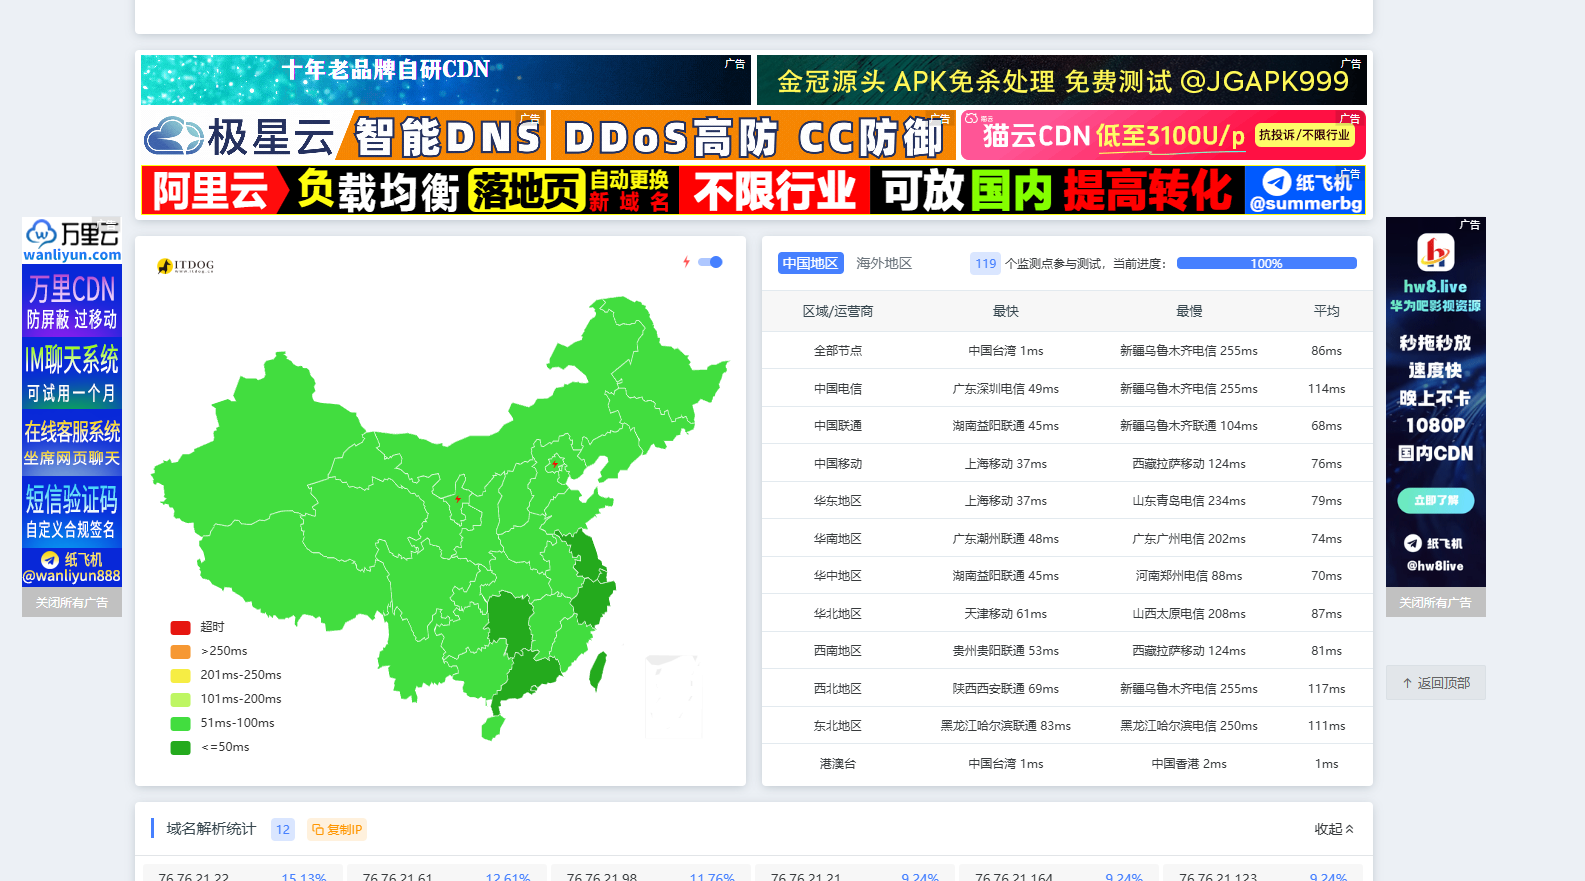 十年老品牌自研CDN
广告
金冠源头 APK免杀处理 免费测试 @JGAPK999
广告
极星云
智能DNS
广告
DDoS高防 CC防御
广告
猫云
猫云CDN 低至3100U/p
抗投诉/不限行业
广告
阿里云
负载均衡
落地页
自动更换
新域名
不限行业
可放国内 提高转化
纸飞机
@summerbg
广告
广告
万里云
wanliyun.com
万里CDN
防屏蔽 过移动
IM聊天系统
可试用一个月
在线客服系统
坐席网页聊天
短信验证码
自定义合规签名
纸飞机
@wanliyun888
关闭所有广告
ITDOG
www.itdog.cn
超时
>250ms
201ms-250ms
101ms-200ms
51ms-100ms
<=50ms
中国地区 海外地区 119 个监测点参与测试，当前进度： 100%
区域/运营商 最快 最慢 平均
全部节点 中国台湾 1ms 新疆乌鲁木齐电信 255ms 86ms
中国电信 广东深圳电信 49ms 新疆乌鲁木齐电信 255ms 114ms
中国联通 湖南益阳联通 45ms 新疆乌鲁木齐联通 104ms 68ms
中国移动 上海移动 37ms 西藏拉萨移动 124ms 76ms
华东地区 上海移动 37ms 山东青岛电信 234ms 79ms
华南地区 广东潮州联通 48ms 广东广州电信 202ms 74ms
华中地区 湖南益阳联通 45ms 河南郑州电信 88ms 70ms
华北地区 天津移动 61ms 山西太原电信 208ms 87ms
西南地区 贵州贵阳联通 53ms 西藏拉萨移动 124ms 81ms
西北地区 陕西西安联通 69ms 新疆乌鲁木齐电信 255ms 117ms
东北地区 黑龙江哈尔滨联通 83ms 黑龙江哈尔滨电信 250ms 111ms
港澳台 中国台湾 1ms 中国香港 2ms 1ms
广告
hw8.live
华为吧影视资源
秒拖秒放
速度快
晚上不卡
1080P
国内CDN
立即了解
纸飞机
@hw8live
关闭所有广告
返回顶部
域名解析统计 12 复制IP 收起
76.76.21.22 15.13% 76.76.21.61 12.61% 76.76.21.98 11.76% 76.76.21.21 9.24% 76.76.21.164 9.24% 76.76.21.123 9.24%